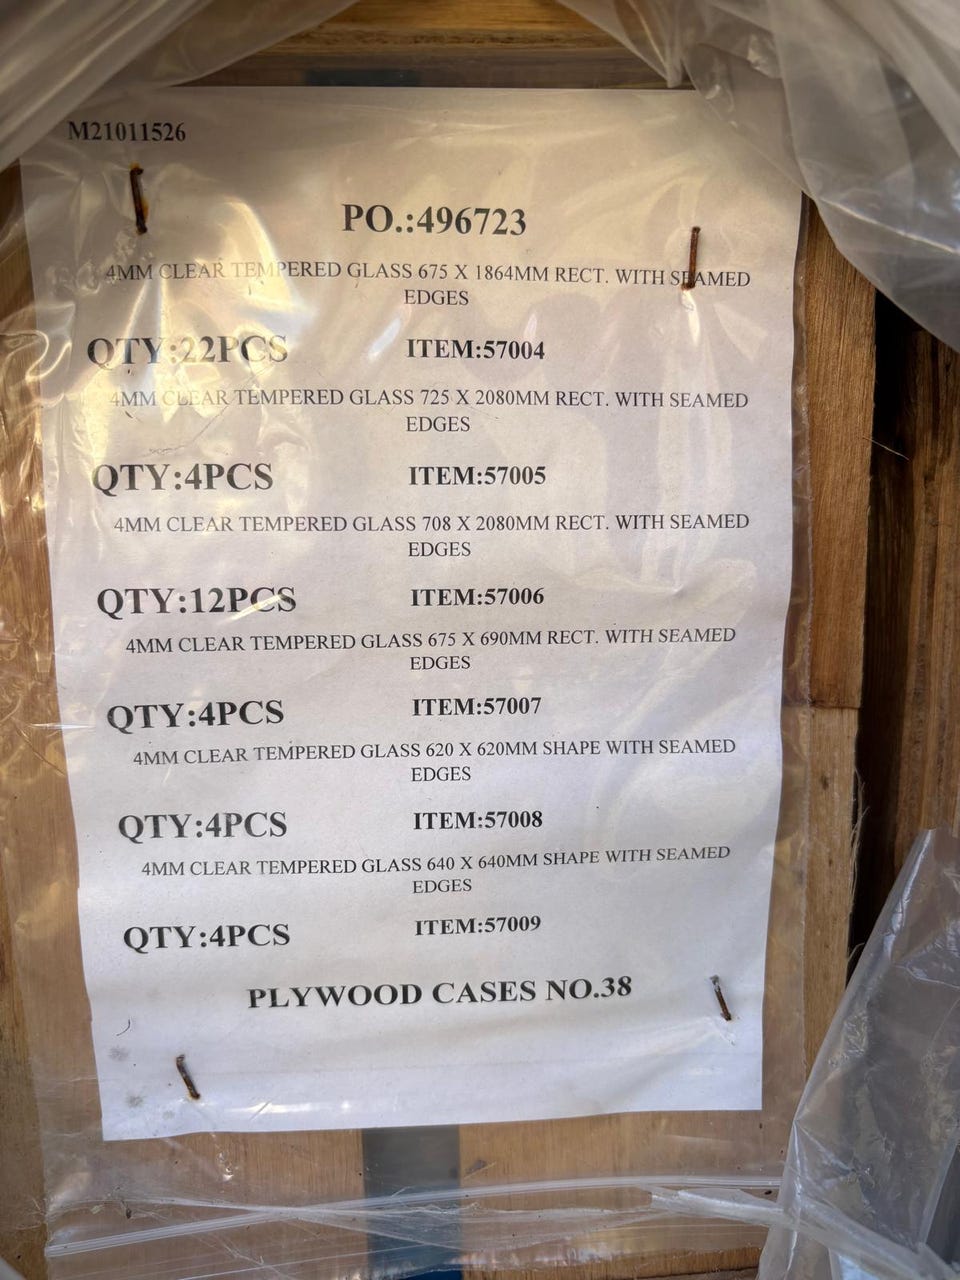 M21011526
PO.:496723
4MM CLEAR TEMPERED GLASS 675 X 1864MM RECT. WITH SEAMED
EDGES
QTY:22PCS ITEM:57004
4MM CLEAR TEMPERED GLASS 725 X 2080MM RECT. WITH SEAMED
EDGES
QTY:4PCS ITEM:57005
4MM CLEAR TEMPERED GLASS 708 X 2080MM RECT. WITH SEAMED
EDGES
QTY:12PCS ITEM:57006
4MM CLEAR TEMPERED GLASS 675 X 690MM RECT. WITH SEAMED
EDGES
QTY:4PCS ITEM:57007
4MM CLEAR TEMPERED GLASS 620 X 620MM SHAPE WITH SEAMED
EDGES
QTY:4PCS ITEM:57008
4MM CLEAR TEMPERED GLASS 640 X 640MM SHAPE WITH SEAMED
EDGES
QTY:4PCS ITEM:57009
PLYWOOD CASES NO.38